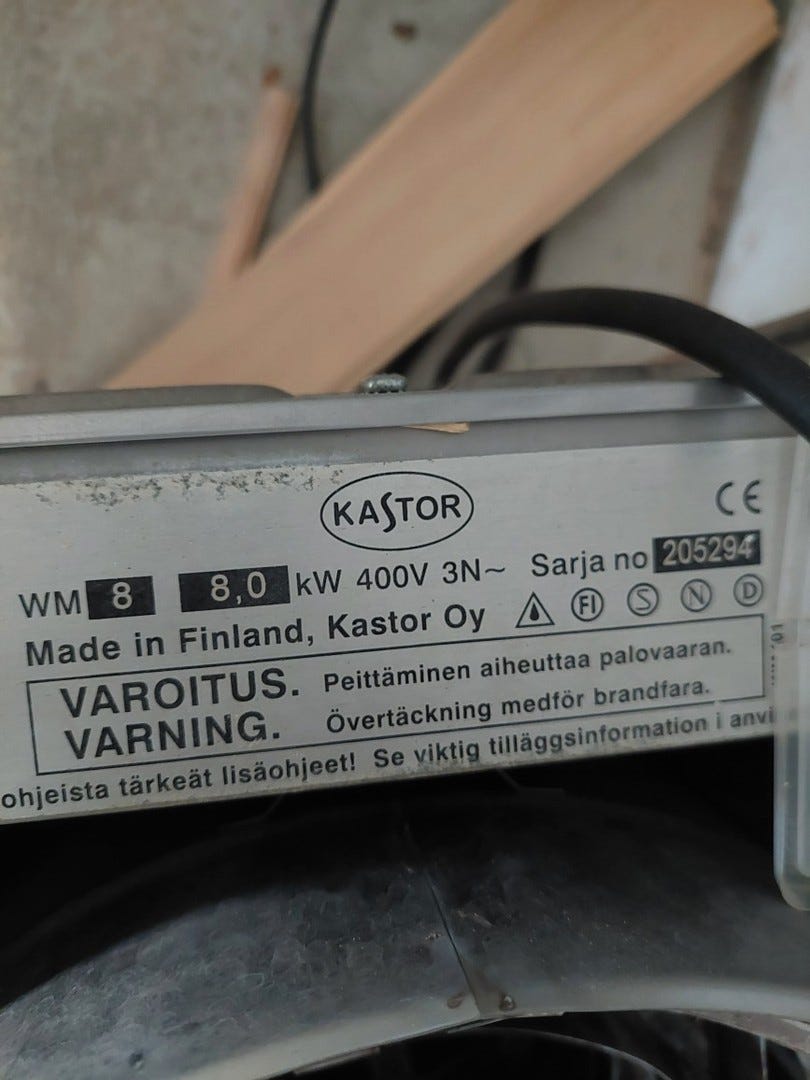 KASTOR
CE
WM 8 8,0 kW 400V 3N~ Sarja no 205294
Made in Finland, Kastor Oy FI S N D
VAROITUS. Peittäminen aiheuttaa palovaaran.
VARNING. Övertäckning medför brandfara.
ohjeista tärkeät lisäohjeet! Se viktig tilläggsinformation i